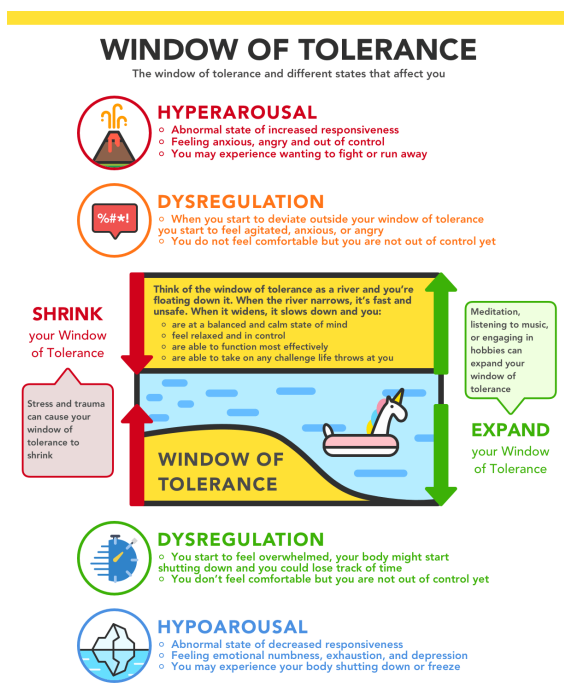 WINDOW OF TOLERANCE
The window of tolerance and different states that affect you
HYPERAROUSAL
Abnormal state of increased responsiveness
Feeling anxious, angry and out of control
You may experience wanting to fight or run away
%#*!
DYSREGULATION
When you start to deviate outside your window of tolerance
you start to feel agitated, anxious, or angry
You do not feel comfortable but you are not out of control yet
SHRINK
your Window
of Tolerance
Stress and trauma
can cause your
window of
tolerance to
shrink
Think of the window of tolerance as a river and you're
floating down it. When the river narrows, it's fast and
unsafe. When it widens, it slows down and you:
are at a balanced and calm state of mind
feel relaxed and in control
are able to function most effectively
are able to take on any challenge life throws at you
WINDOW OF
TOLERANCE
Meditation,
listening to music,
or engaging in
hobbies can
expand your
window of
tolerance
EXPAND
your Window
of Tolerance
DYSREGULATION
You start to feel overwhelmed, your body might start
shutting down and you could lose track of time
You don't feel comfortable but you are not out of control yet
HYPOAROUSAL
Abnormal state of decreased responsiveness
Feeling emotional numbness, exhaustion, and depression
You may experience your body shutting down or freeze